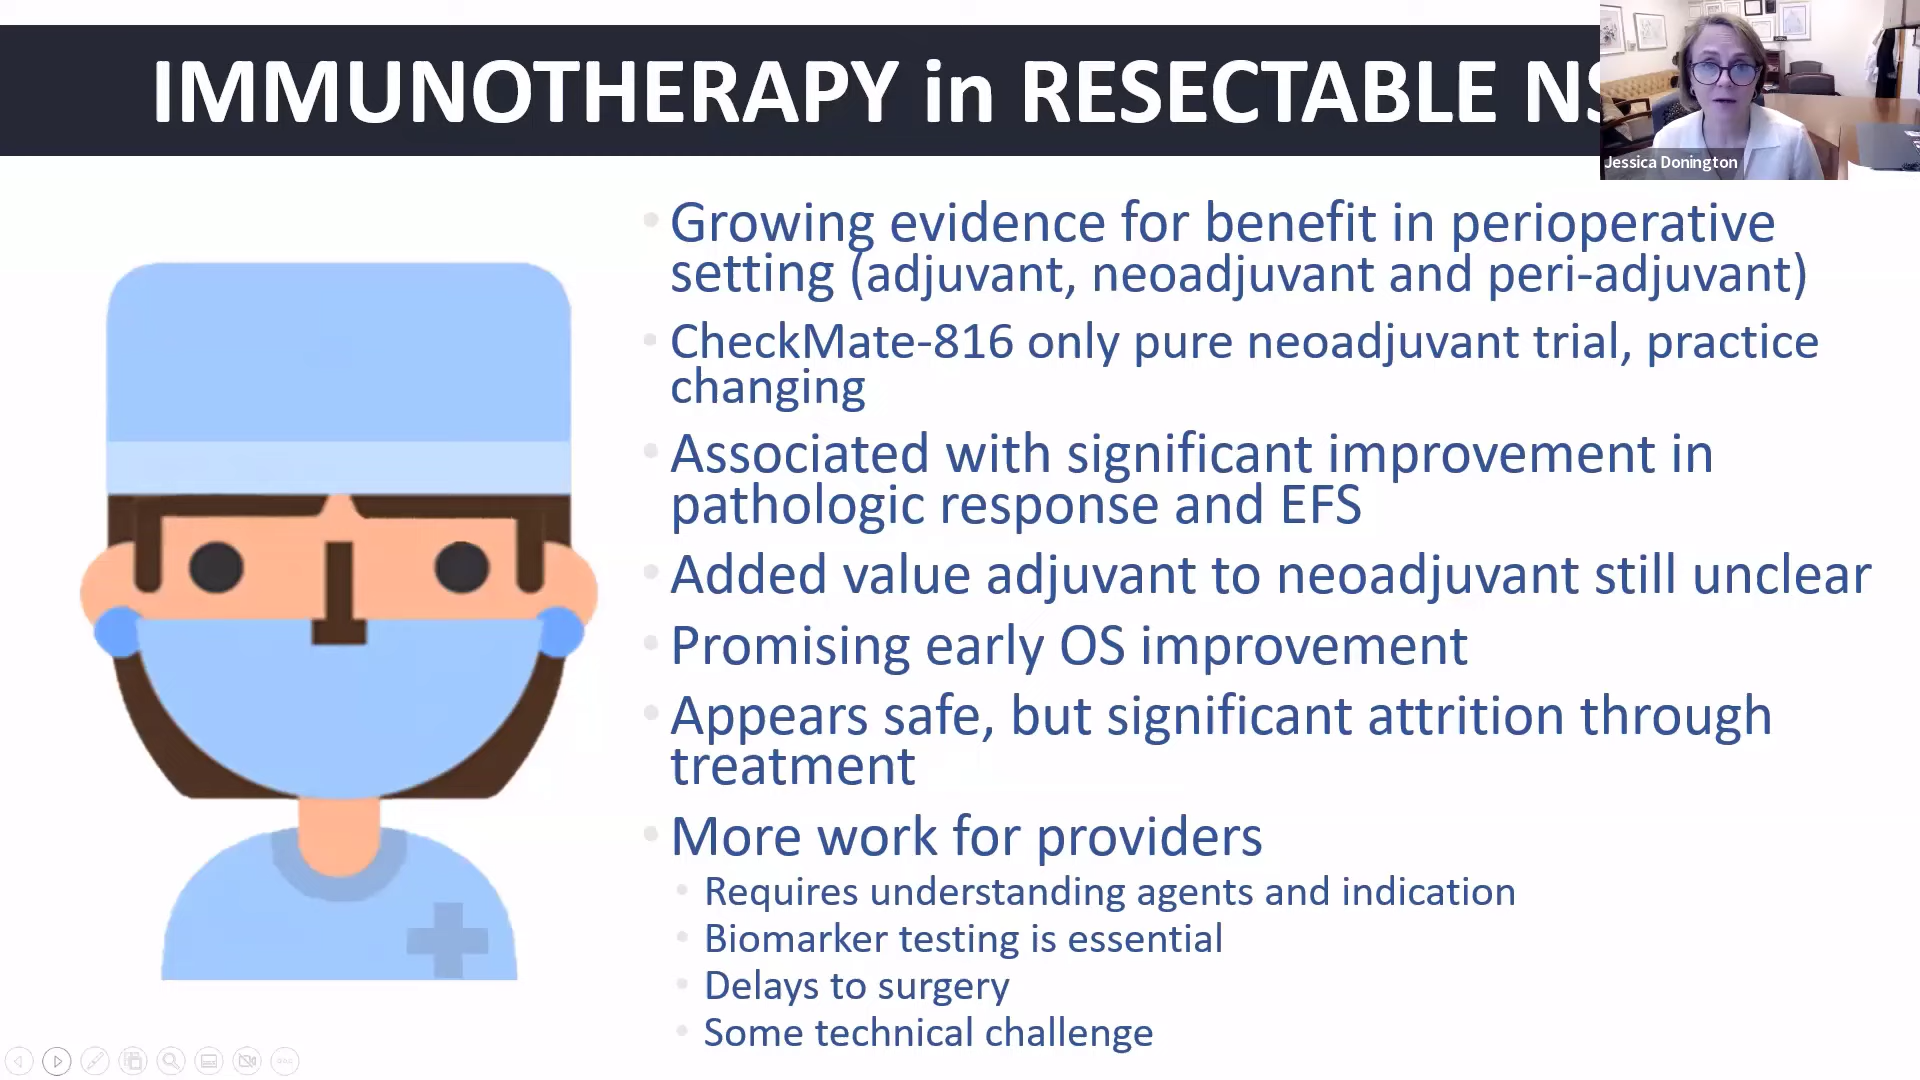 IMMUNOTHERAPY in RESECTABLE NS
Jessica Donington
Growing evidence for benefit in perioperative
setting (adjuvant, neoadjuvant and peri-adjuvant)
CheckMate-816 only pure neoadjuvant trial, practice
changing
Associated with significant improvement in
pathologic response and EFS
Added value adjuvant to neoadjuvant still unclear
Promising early OS improvement
Appears safe, but significant attrition through
treatment
More work for providers
Requires understanding agents and indication
Biomarker testing is essential
Delays to surgery
Some technical challenge